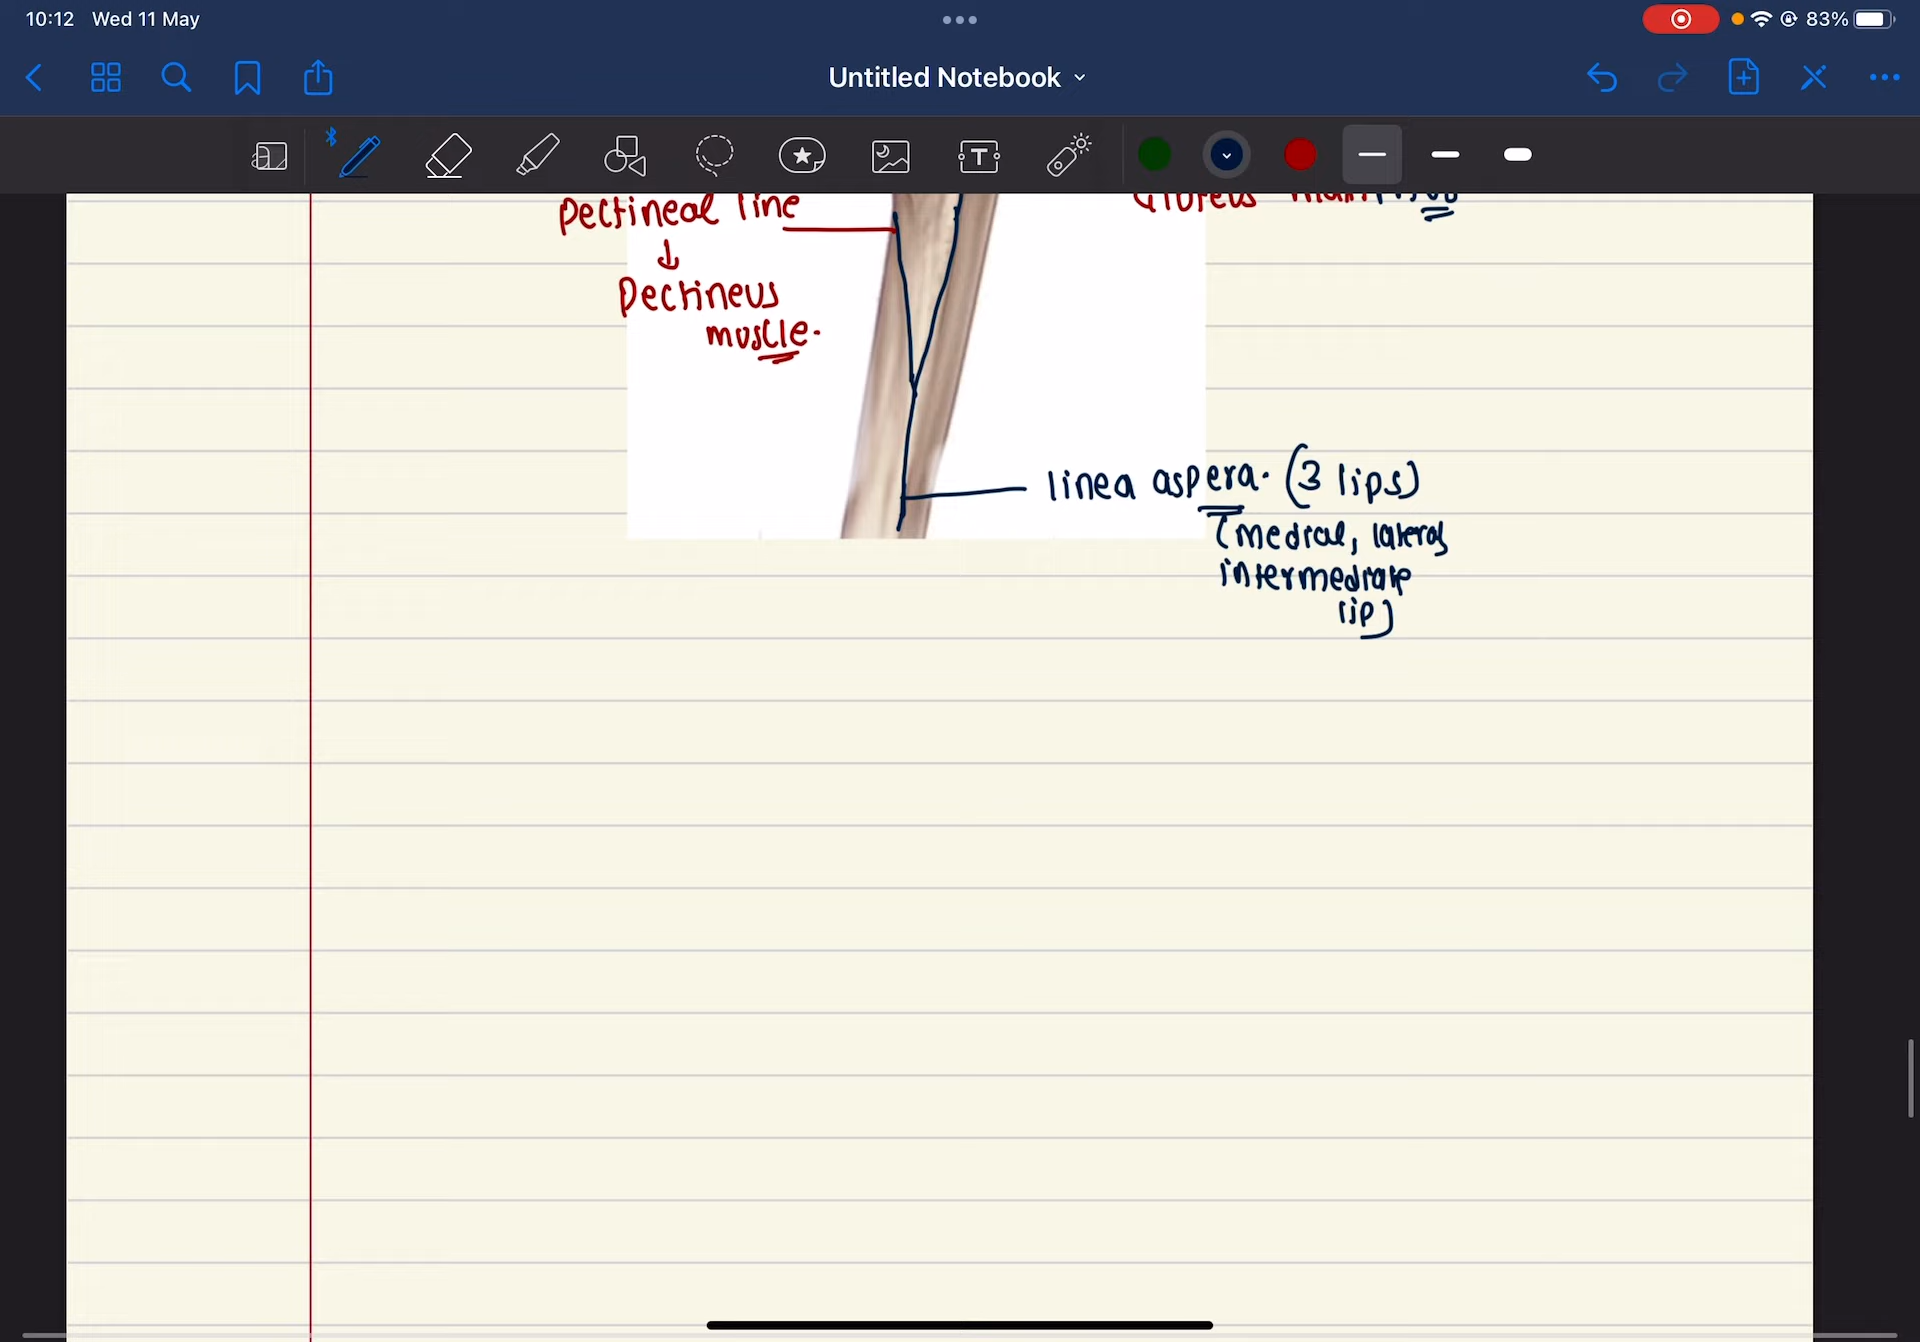 10:12 Wed 11 May
83%
Untitled Notebook
Pectineal line
Pectineus
muscle.
linea aspera. (3 lips)
(medial, lateral
intermediate
lip)